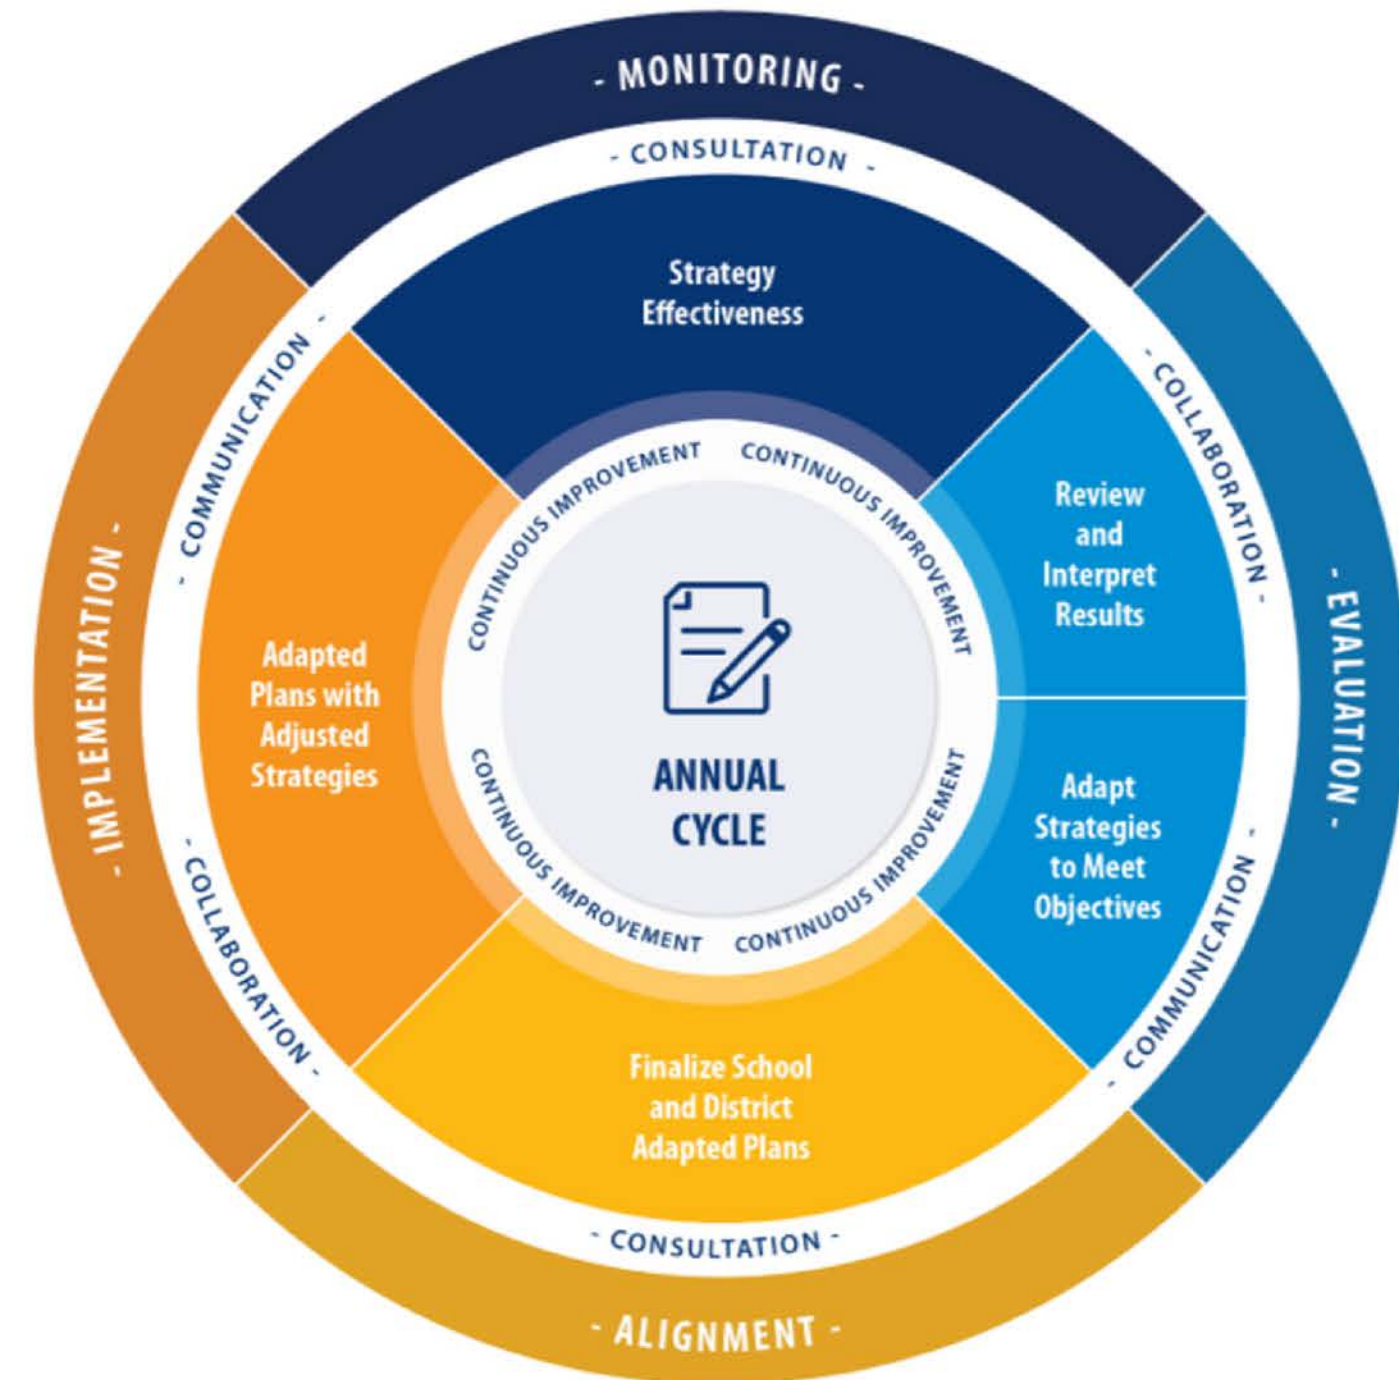 - MONITORING -
- CONSULTATION -
Strategy
Effectiveness
- COMMUNICATION -
- COLLABORATION -
CONTINUOUS IMPROVEMENT
CONTINUOUS IMPROVEMENT
Review
and
Interpret
Results
- IMPLEMENTATION -
- EVALUATION -
Adapted
Plans with
Adjusted
Strategies
ANNUAL
CYCLE
Adapt
Strategies
to Meet
Objectives
CONTINUOUS IMPROVEMENT
CONTINUOUS IMPROVEMENT
- COLLABORATION -
- COMMUNICATION -
Finalize School
and District
Adapted Plans
- CONSULTATION -
- ALIGNMENT -